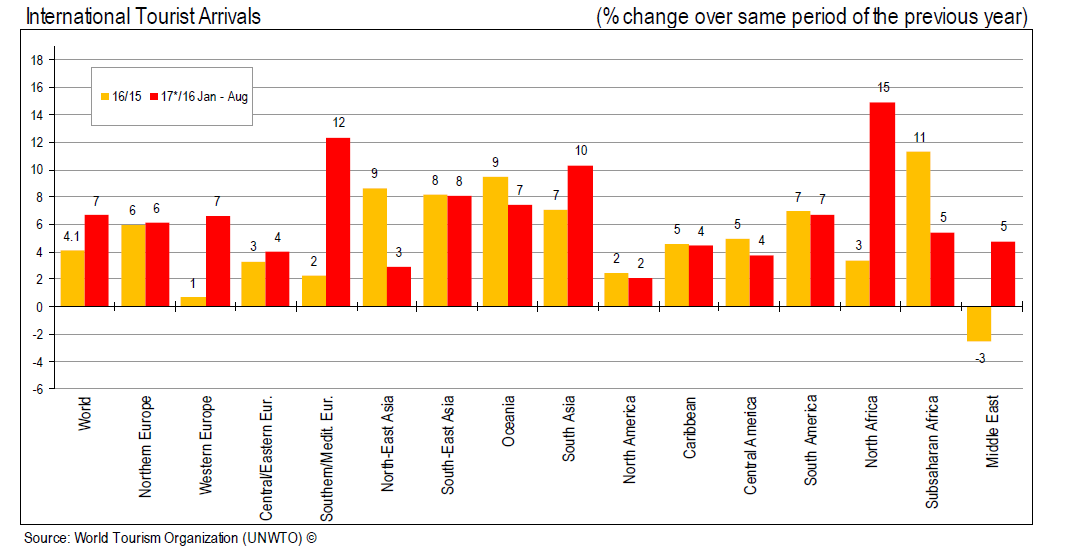 International Tourist Arrivals (% change over same period of the previous year)
16/15 17*/16 Jan - Aug
18
16
14
12
10
8
6
4
2
0
-2
-4
-6
4.1 7 6 6 1 7 3 4 2 12 9 3 8 8 9 7 7 10 2 2 5 4 5 4 7 7 3 15 11 5 -3 5
World
Northern Europe
Western Europe
Central/Eastern Eur.
Southern/Medit. Eur.
North-East Asia
South-East Asia
Oceania
South Asia
North America
Caribbean
Central America
South America
North Africa
Subsaharan Africa
Middle East
Source: World Tourism Organization (UNWTO) ©